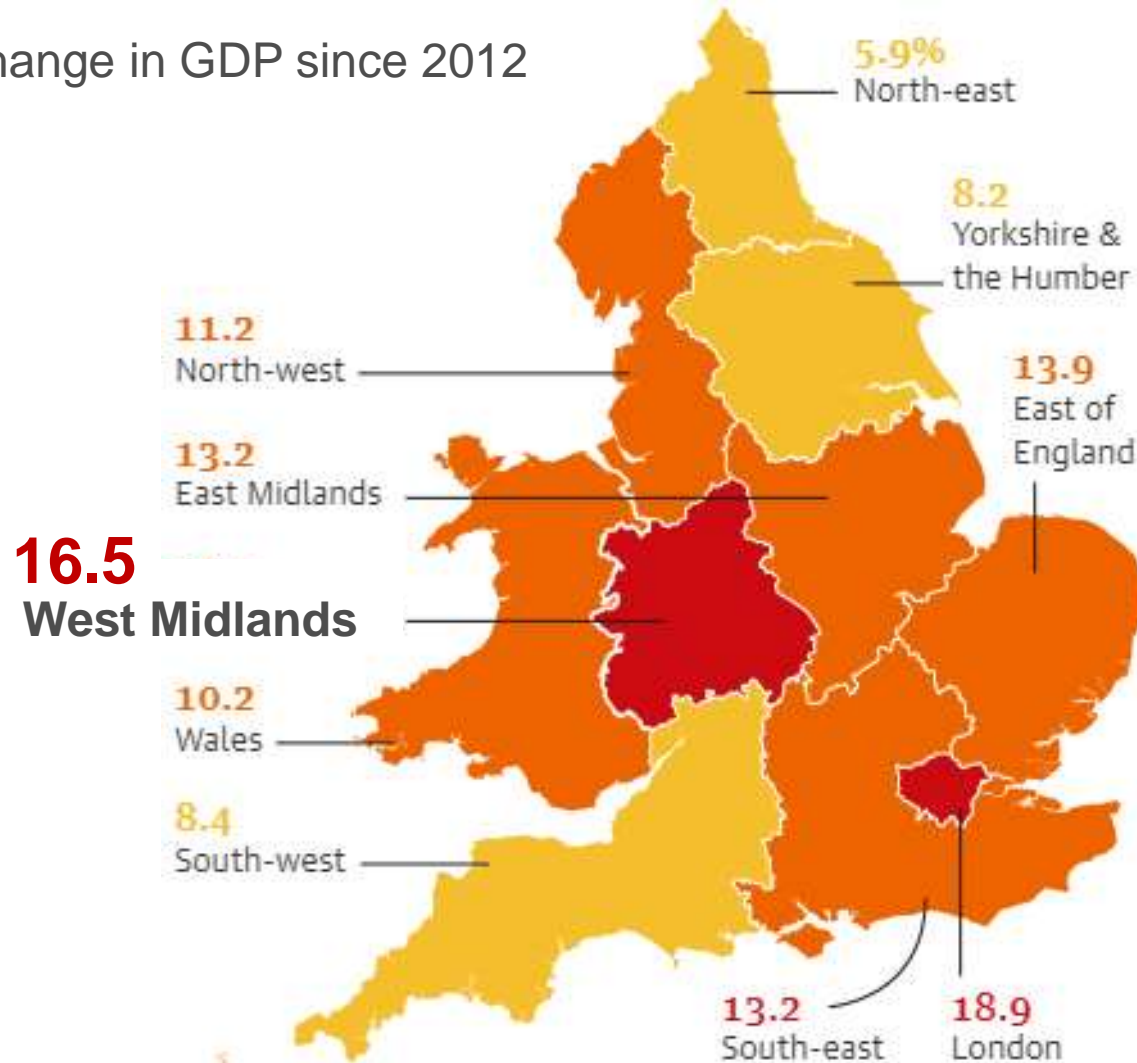 hange in GDP since 2012
5.9%
North-east
8.2
Yorkshire &
the Humber
11.2
North-west
13.9
East of
England
13.2
East Midlands
16.5
West Midlands
10.2
Wales
8.4
South-west
13.2
South-east
18.9
London